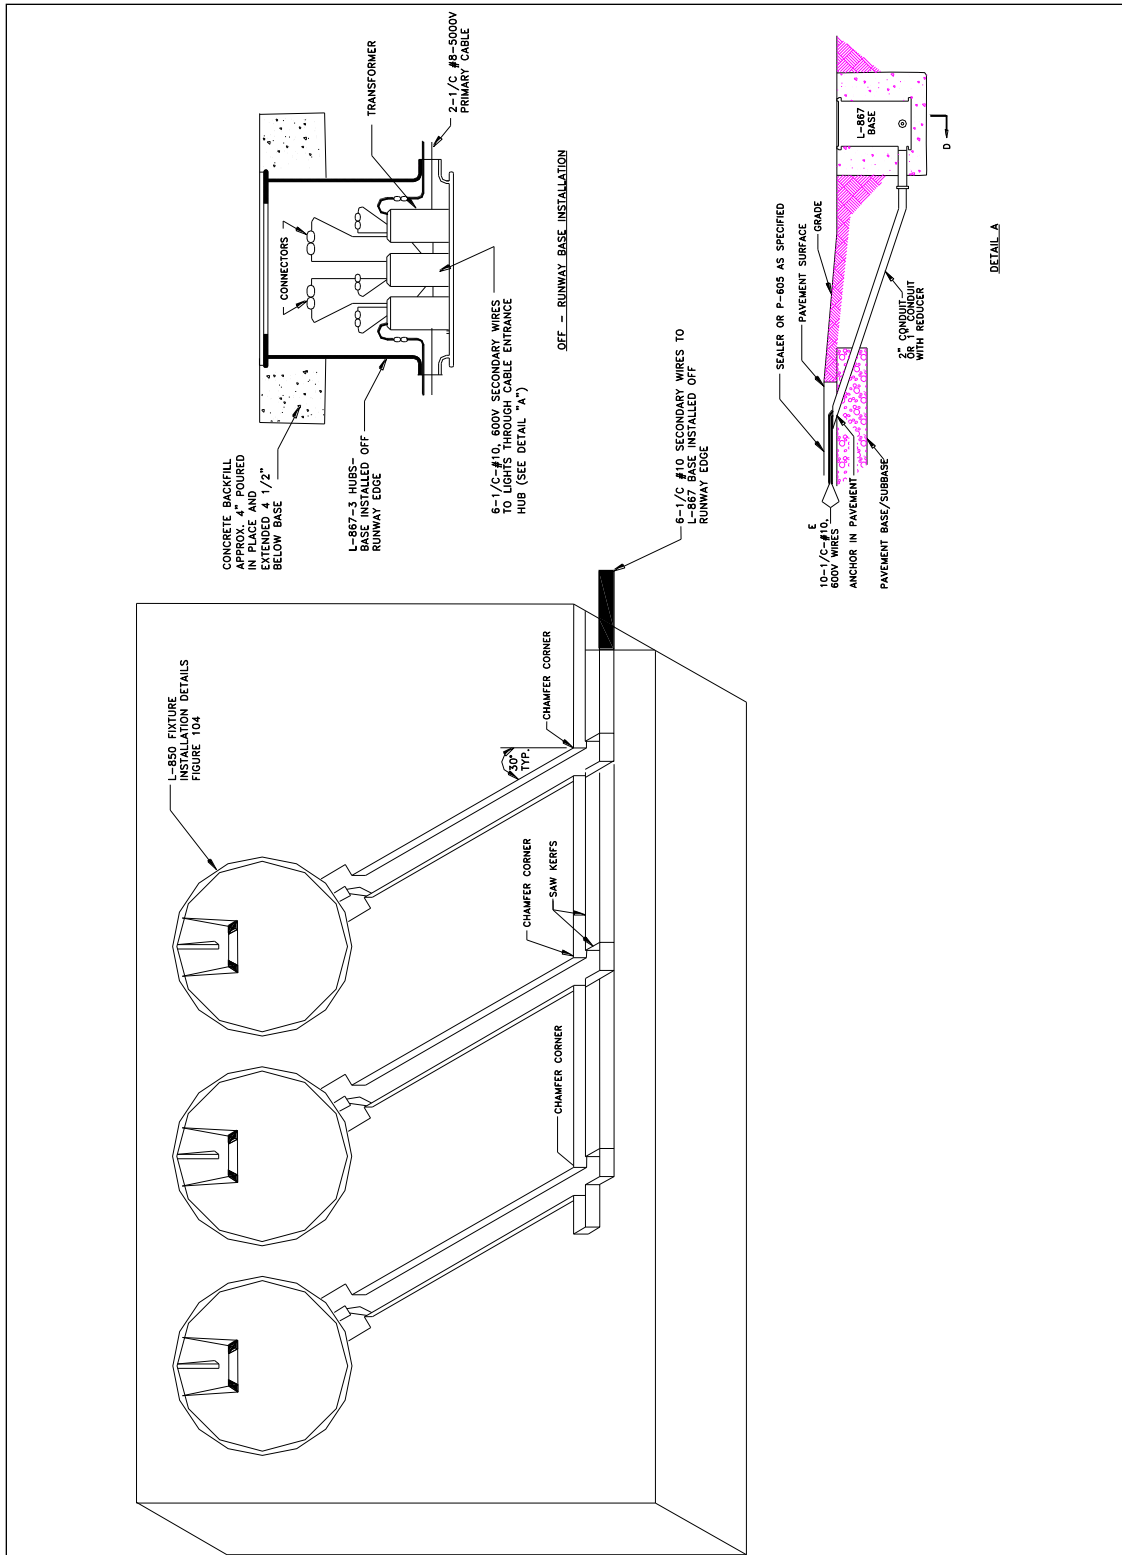 L-850 FIXTURE
INSTALLATION DETAILS
FIGURE 104
30°
TYP.
CHAMFER CORNER
CHAMFER CORNER
SAW KERFS
CHAMFER CORNER
6-1/C #10 SECONDARY WIRES TO
L-867 BASE INSTALLED OFF
RUNWAY EDGE
CONCRETE BACKFILL
APPROX. 4" POURED
IN PLACE AND
EXTENDED 4 1/2"
BELOW BASE
L-867-3 HUBS-
BASE INSTALLED OFF
RUNWAY EDGE
CONNECTORS
TRANSFORMER
2-1/C #8-5000V
PRIMARY CABLE
6-1/C-#10, 600V SECONDARY WIRES
TO LIGHTS THROUGH CABLE ENTRANCE
HUB (SEE DETAIL "A")
OFF - RUNWAY BASE INSTALLATION
SEALER OR P-605 AS SPECIFIED
PAVEMENT SURFACE
GRADE
L-867
BASE
D
E
10-1/C-#10,
600V WIRES
ANCHOR IN PAVEMENT
PAVEMENT BASE/SUBBASE
2" CONDUIT
OR 1" CONDUIT
WITH REDUCER
DETAIL A